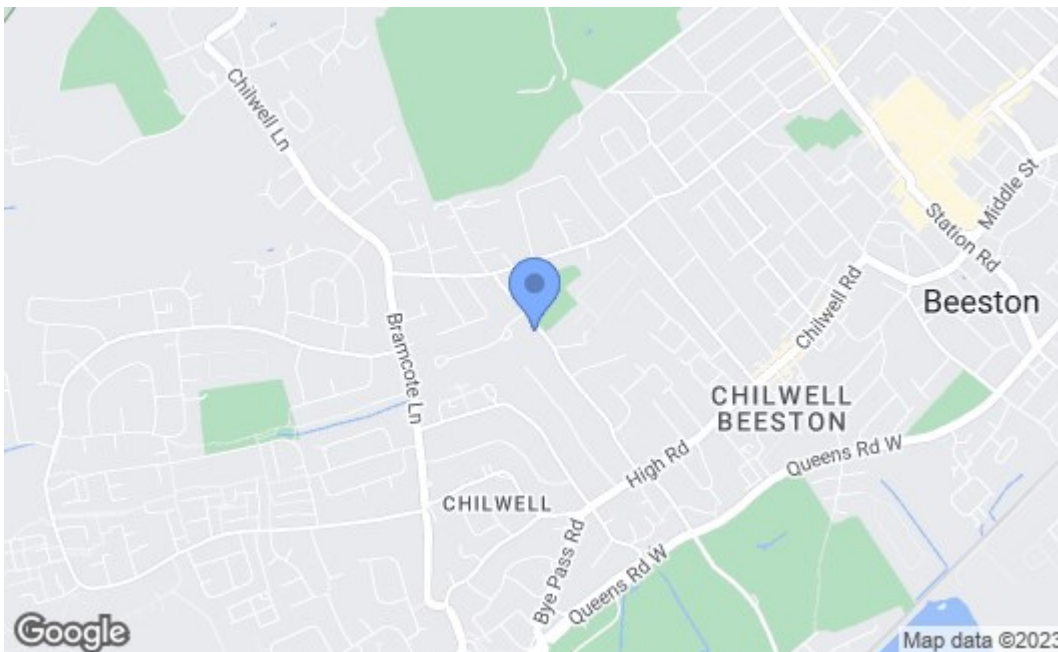 Chilwell Ln
Middle St
Station Rd
Beeston
Chilwell Rd
Bramcote Ln
CHILWELL
BEESTON
High Rd
Queens Rd W
CHILWELL
Bye Pass Rd
Queens Rd W
Google
Map data ©2023